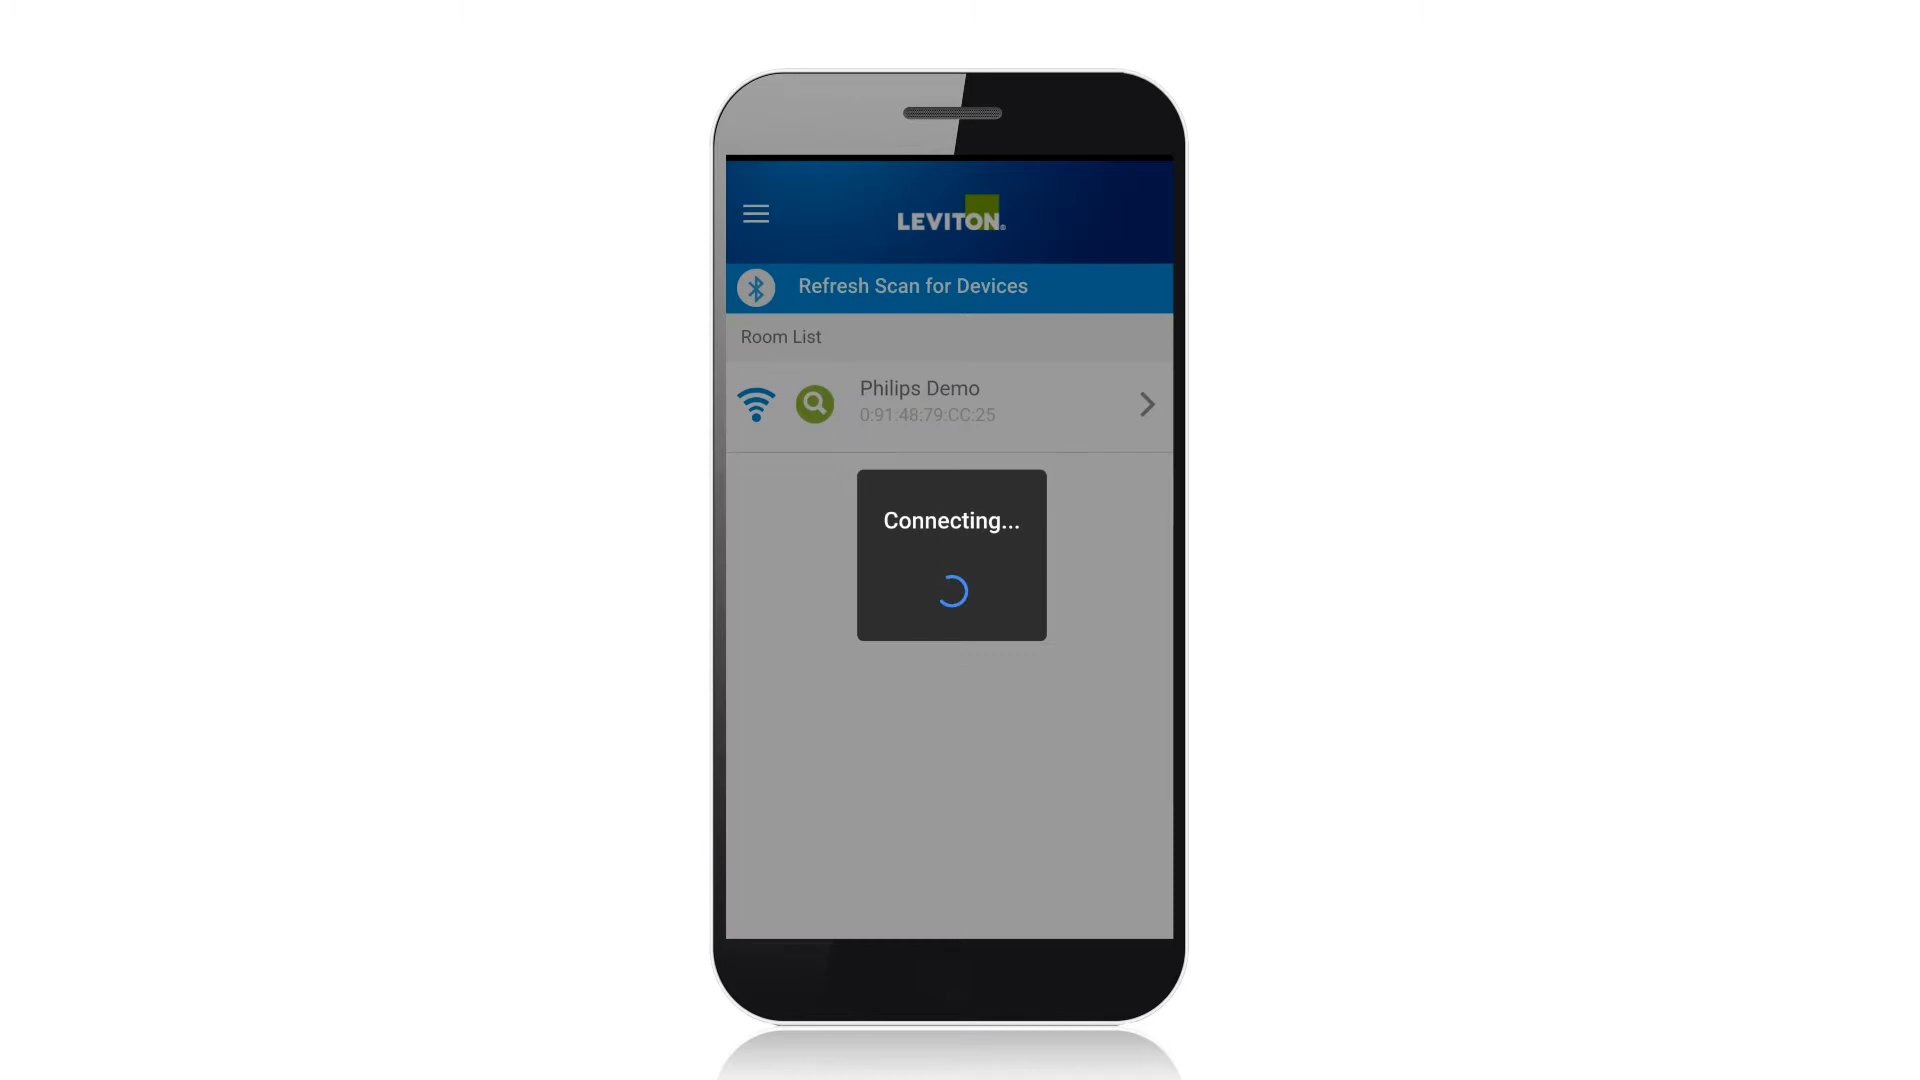 LEVITON®
Refresh Scan for Devices
Room List
Philips Demo
0:91:48:79:CC:25
Connecting...